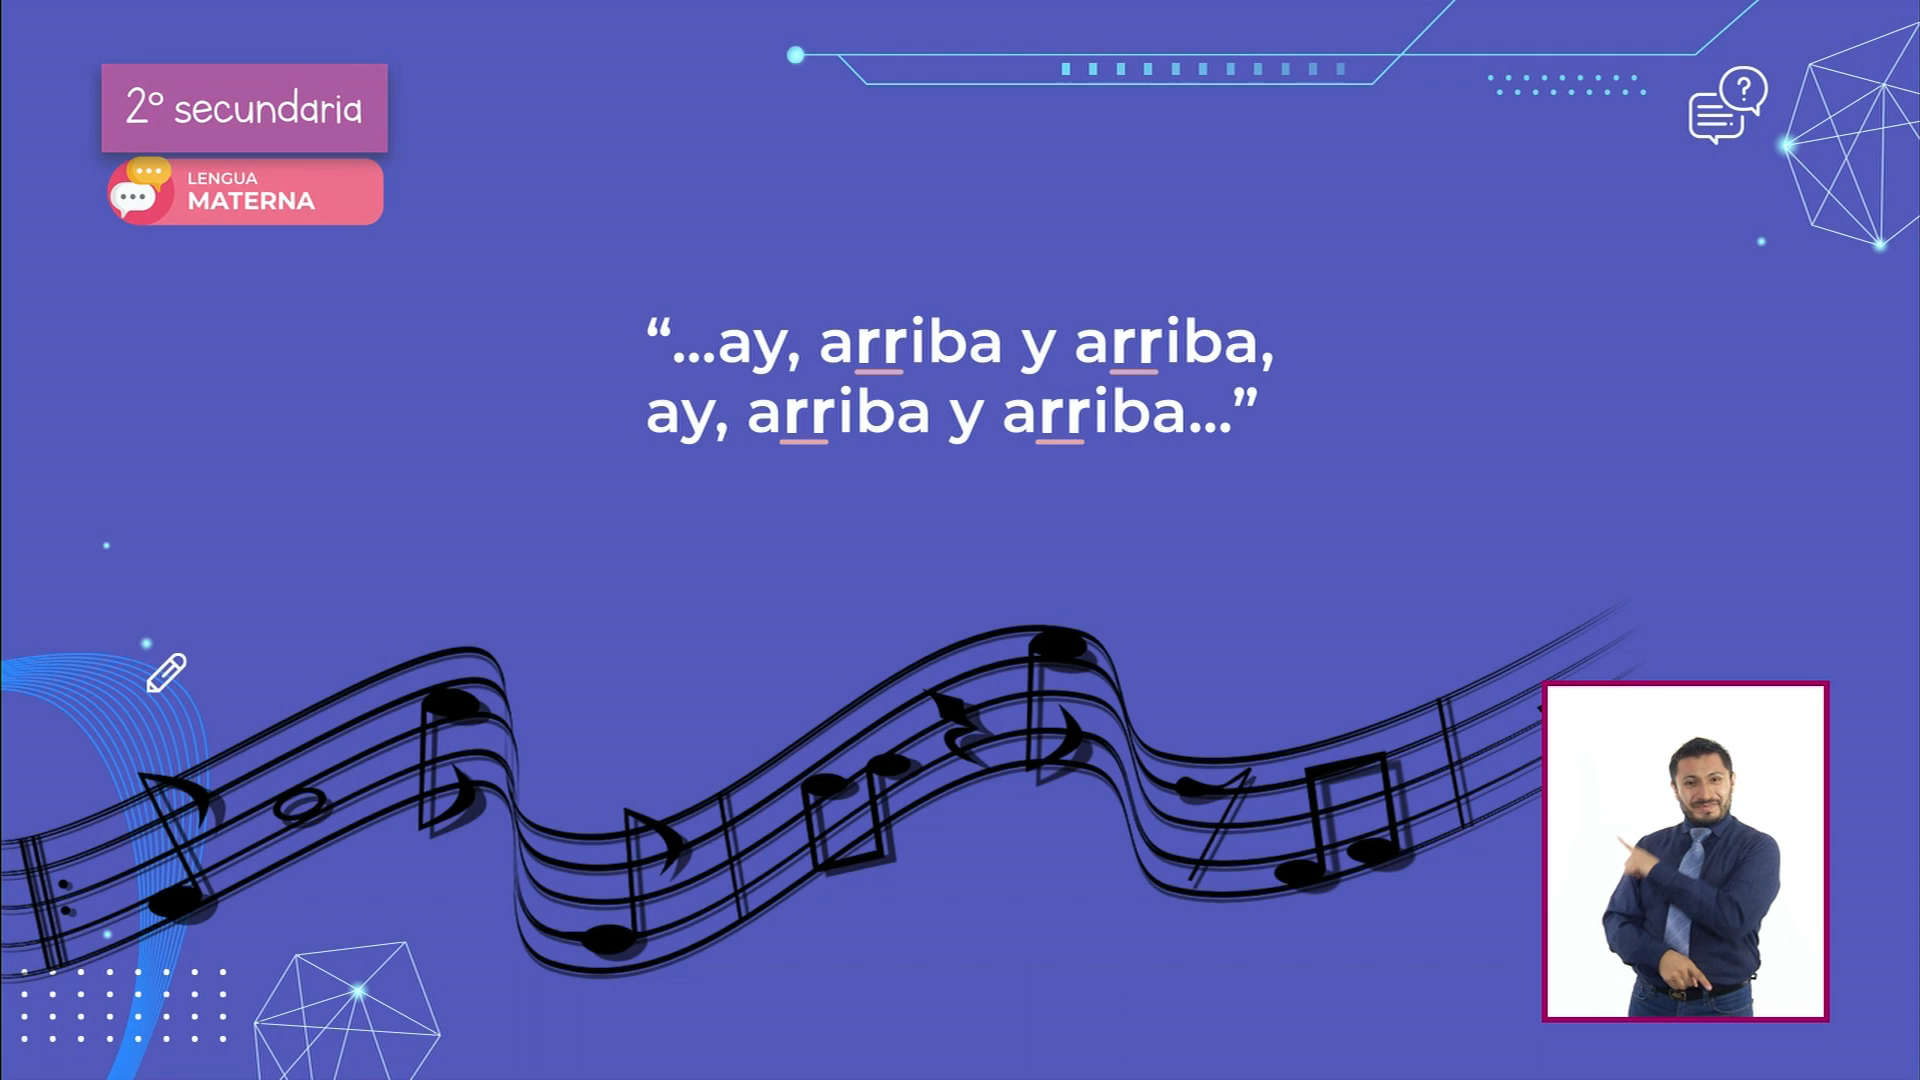 2° secundaria
LENGUA
MATERNA
“...ay, arriba y arriba,
ay, arriba y arriba...”